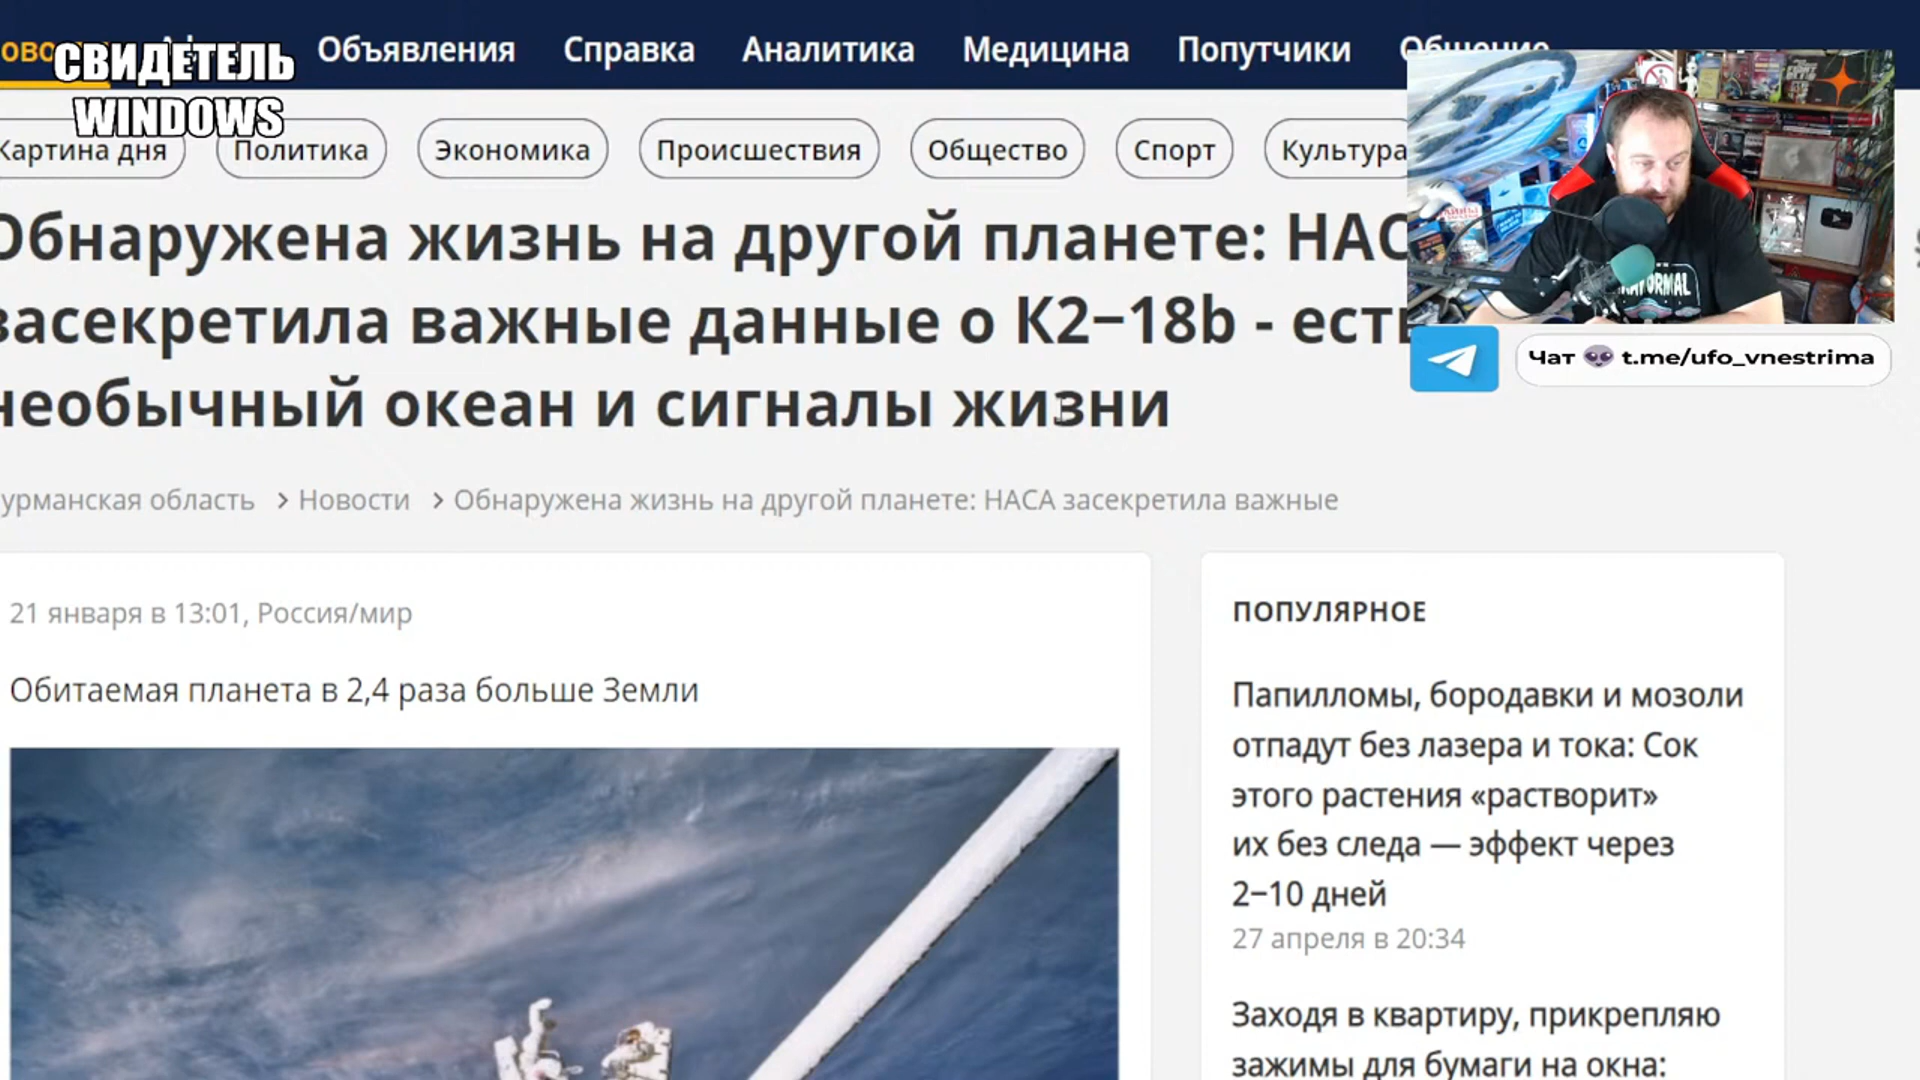 СВИДЕТЕЛЬ
WINDOWS
Объявления Справка Аналитика Медицина Попутчики Общение
Картина дня Политика Экономика Происшествия Общество Спорт Культура
Обнаружена жизнь на другой планете: НАС
засекретила важные данные о К2–18b - есть
необычный океан и сигналы жизни
Чат t.me/ufo_vnestrima
урманская область > Новости > Обнаружена жизнь на другой планете: НАСА засекретила важные
21 января в 13:01, Россия/мир
Обитаемая планета в 2,4 раза больше Земли
ПОПУЛЯРНОЕ
Папилломы, бородавки и мозоли
отпадут без лазера и тока: Сок
этого растения «растворит»
их без следа — эффект через
2–10 дней
27 апреля в 20:34
Заходя в квартиру, прикрепляю
зажимы для бумаги на окна: